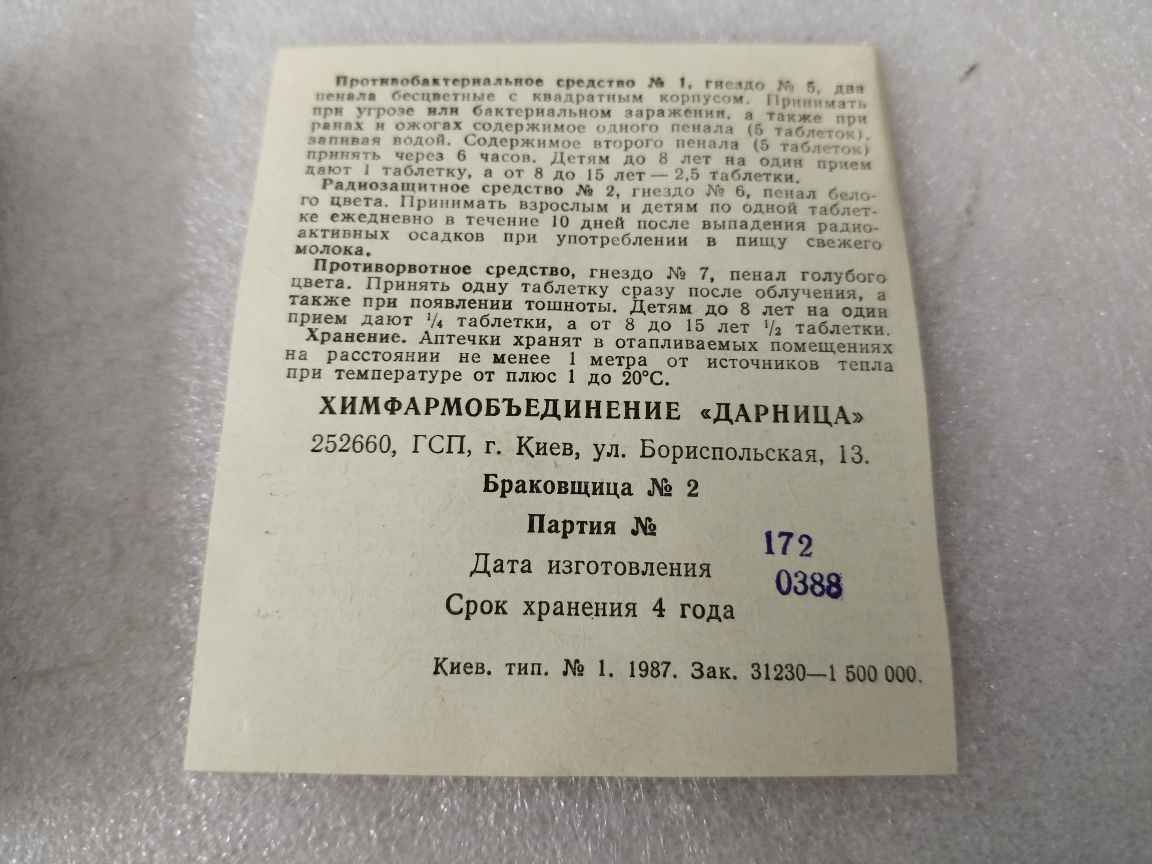 Противобактериальное средство № 1, гнездо № 5, два
пенала бесцветные с квадратным корпусом. Принимать
при угрозе или бактериальном заражении, а также при
ранах и ожогах содержимое одного пенала (5 таблеток),
запивая водой. Содержимое второго пенала (5 таблеток)
принять через 6 часов. Детям до 8 лет на один прием
дают 1 таблетку, а от 8 до 15 лет — 2,5 таблетки.
Радиозащитное средство № 2, гнездо № 6, пенал бело-
го цвета. Принимать взрослым и детям по одной таблет-
ке ежедневно в течение 10 дней после выпадения радио-
активных осадков при употреблении в пищу свежего
молока.
Противорвотное средство, гнездо № 7, пенал голубого
цвета. Принять одну таблетку сразу после облучения, а
также при появлении тошноты. Детям до 8 лет на один
прием дают ¼ таблетки, а от 8 до 15 лет ½ таблетки.
Хранение. Аптечки хранят в отапливаемых помещениях
на расстоянии не менее 1 метра от источников тепла
при температуре от плюс 1 до 20°С.
ХИМФАРМОБЪЕДИНЕНИЕ «ДАРНИЦА»
252660, ГСП, г. Киев, ул. Бориспольская, 13.
Браковщица № 2
Партия № 172
Дата изготовления 0388
Срок хранения 4 года
Киев. тип. № 1. 1987. Зак. 31230—1 500 000.